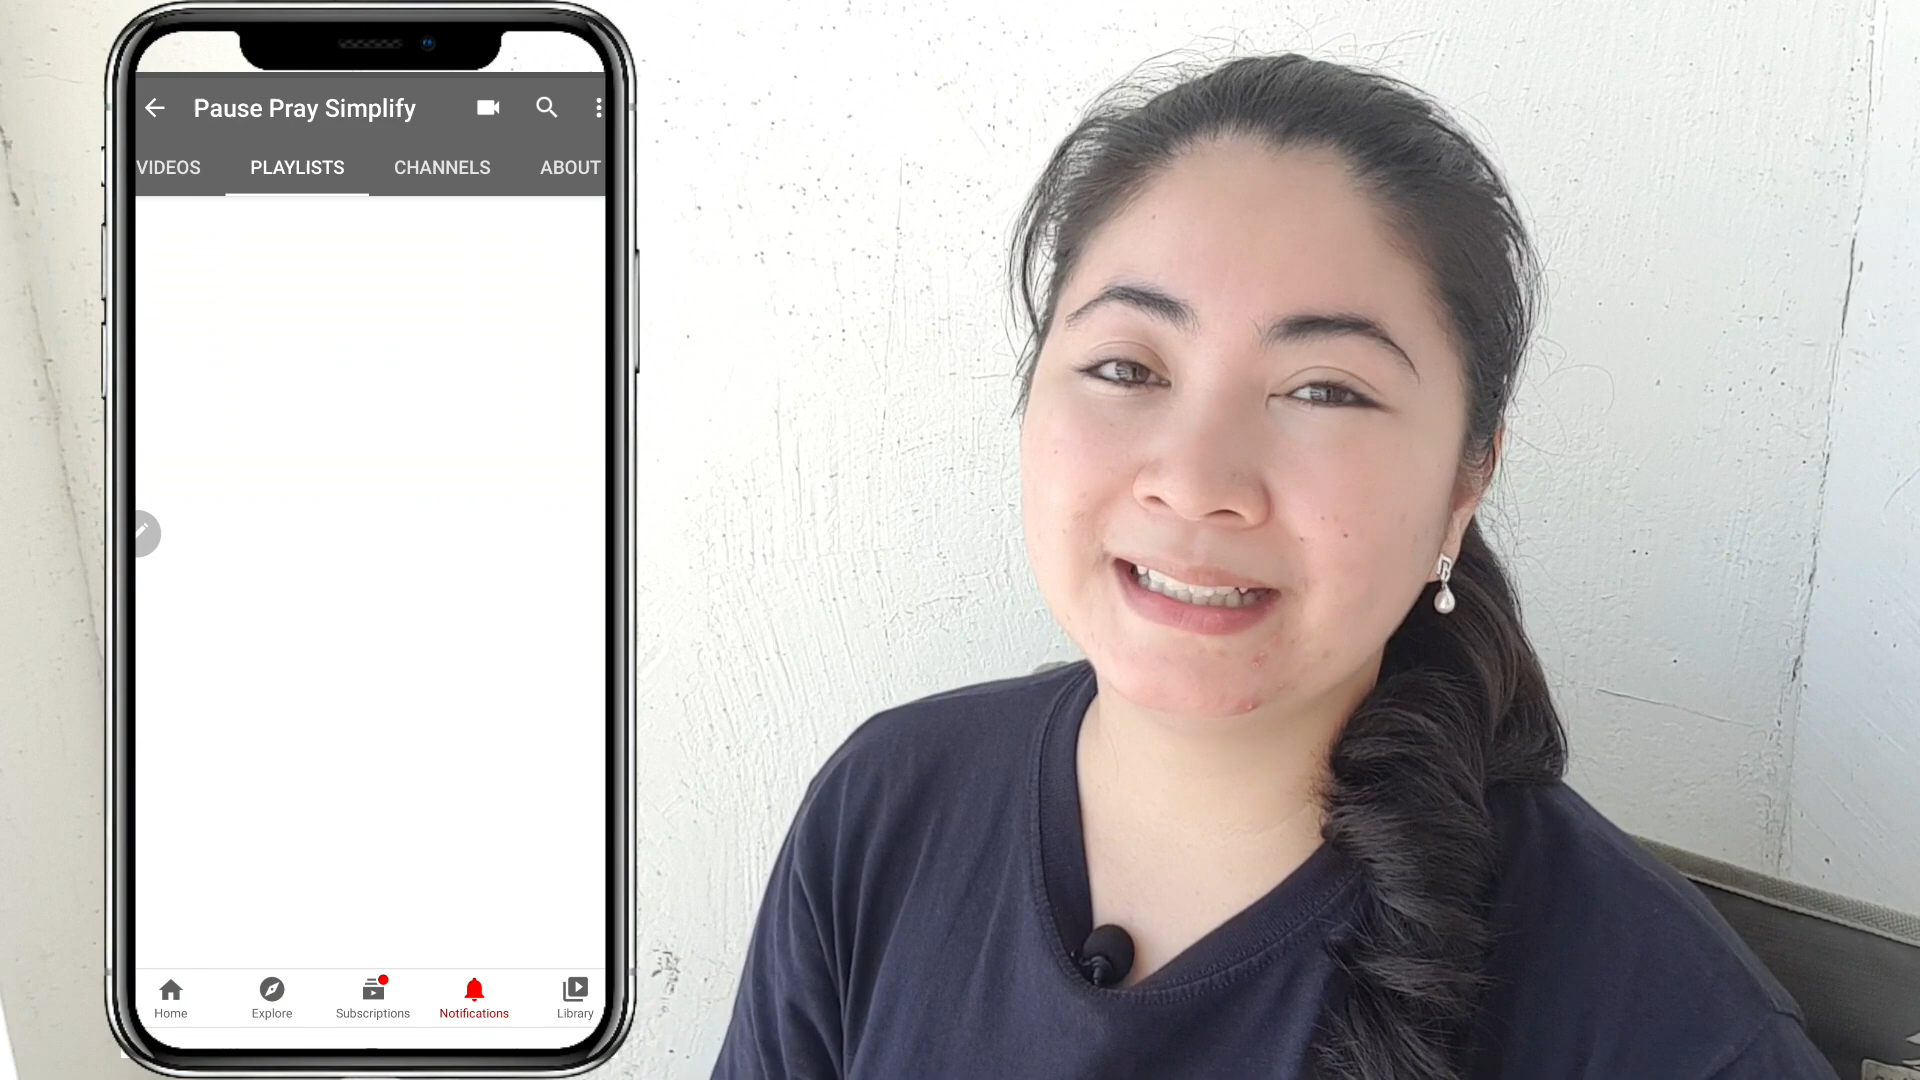 Pause Pray Simplify
VIDEOS PLAYLISTS CHANNELS ABOUT
Home Explore Subscriptions Notifications Library